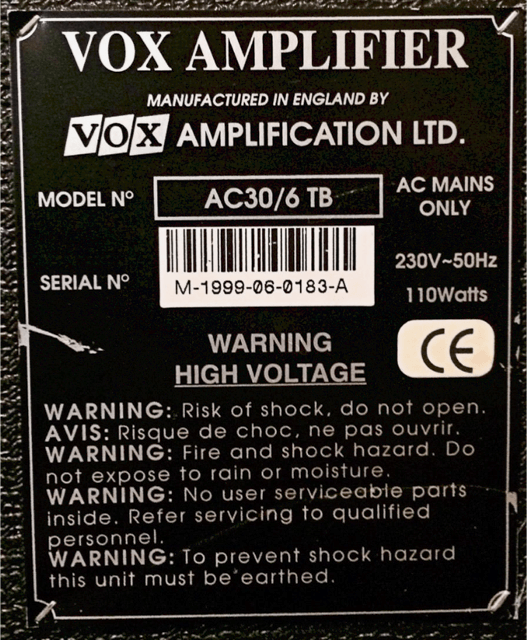 VOX AMPLIFIER
MANUFACTURED IN ENGLAND BY
VOX AMPLIFICATION LTD.
MODEL Nº AC30/6 TB AC MAINS ONLY
SERIAL Nº M-1999-06-0183-A 230V~50Hz
110Watts
WARNING
HIGH VOLTAGE
CE
WARNING: Risk of shock, do not open.
AVIS: Risque de choc, ne pas ouvrir.
WARNING: Fire and shock hazard. Do
not expose to rain or moisture.
WARNING: No user serviceable parts
inside. Refer servicing to qualified
personnel.
WARNING: To prevent shock hazard
this unit must be earthed.